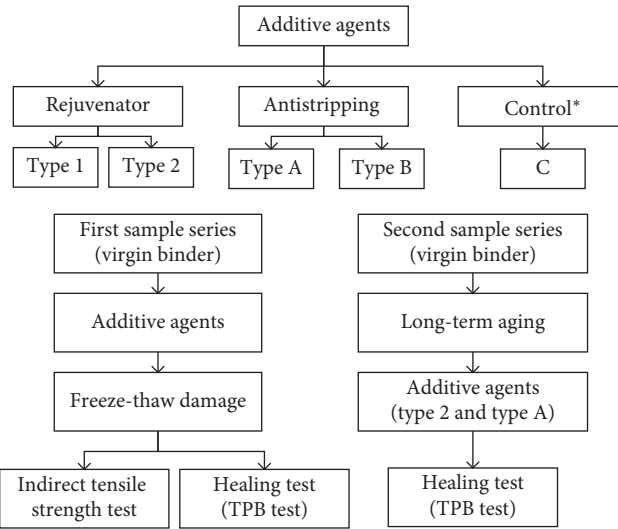 Additive agents
Rejuvenator
Antistripping
Control*
Type 1
Type 2
Type A
Type B
C
First sample series
(virgin binder)
Additive agents
Freeze-thaw damage
Indirect tensile
strength test
Healing test
(TPB test)
Second sample series
(virgin binder)
Long-term aging
Additive agents
(type 2 and type A)
Healing test
(TPB test)